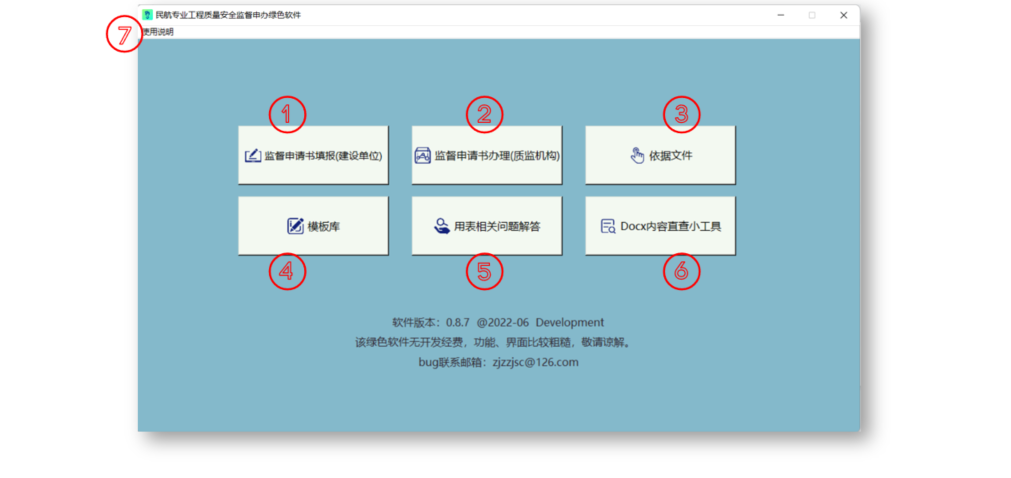 民航专业工程质量安全监督申办绿色软件
⑦ 使用说明
① ② ③
监督申请书填报(建设单位) 监督申请书办理(质监机构) 依据文件
模板库 用表相关问题解答 Docx内容直查小工具
④ ⑤ ⑥
软件版本：0.8.7 @2022-06 Development
该绿色软件无开发经费，功能、界面比较粗糙，敬请谅解。
bug联系邮箱：zjzzjsc@126.com